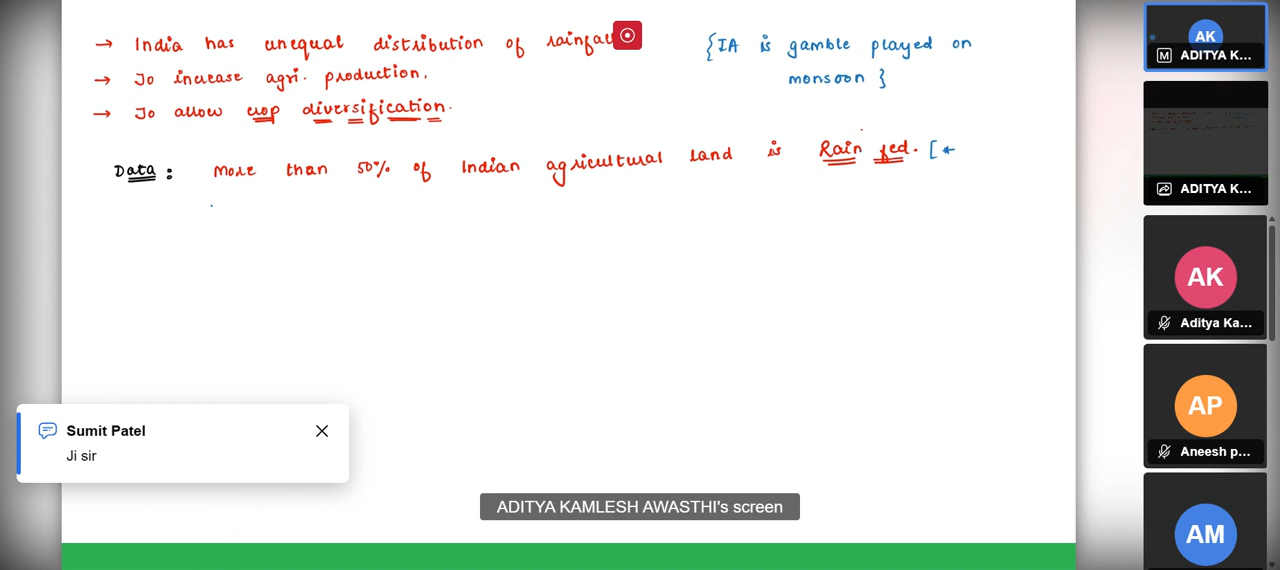 → India has unequal distribution of rainfall
{IA is gamble played on
monsoon }
→ To increase agri. production.
→ To allow crop diversification.
Data : More than 50% of Indian agricultural land is Rain fed. [*
Sumit Patel
Ji sir
ADITYA KAMLESH AWASTHI's screen
AK
M ADITYA K...
ADITYA K...
AK
Aditya Ka...
AP
Aneesh p...
AM